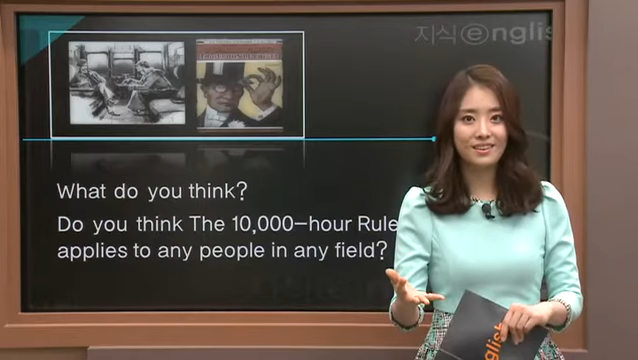 지식ⓔnglish
What do you think?
Do you think The 10,000-hour Rule
applies to any people in any field?
glish